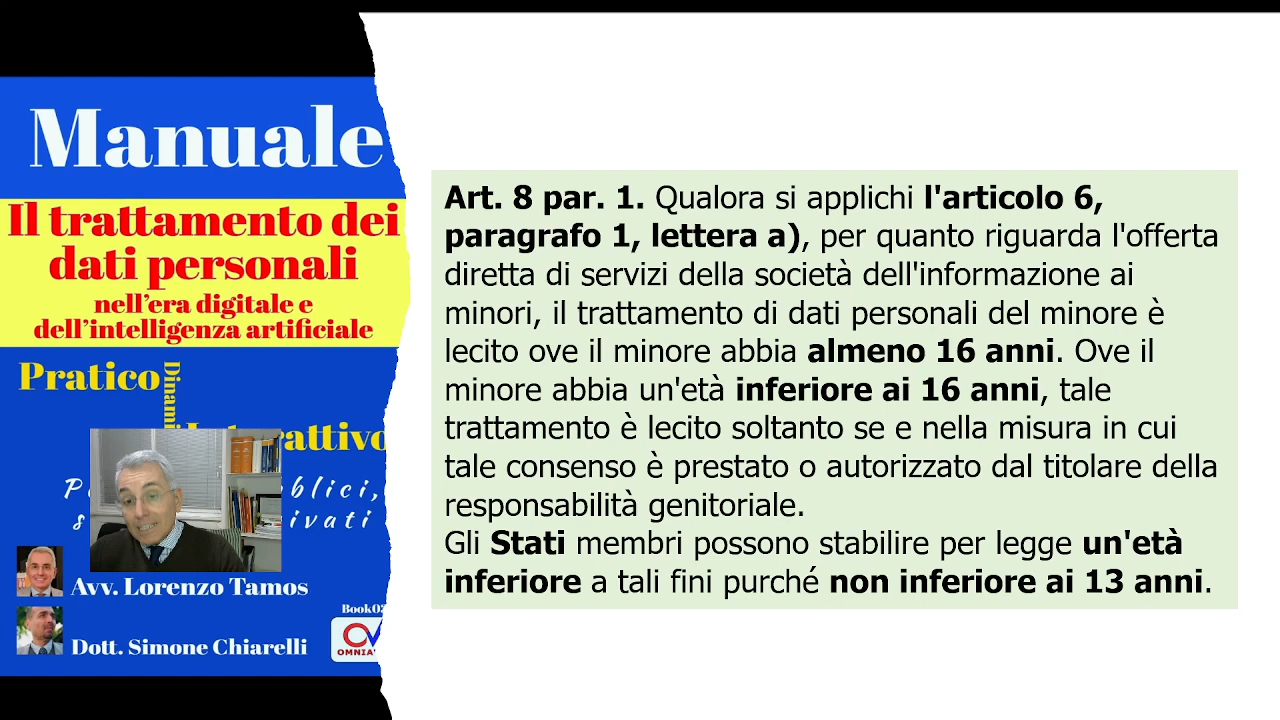 Manuale
Il trattamento dei
dati personali
nell'era digitale e
dell'intelligenza artificiale
Pratico
Avv. Lorenzo Tamos
Dott. Simone Chiarelli
Art. 8 par. 1. Qualora si applichi l'articolo 6,
paragrafo 1, lettera a), per quanto riguarda l'offerta
diretta di servizi della società dell'informazione ai
minori, il trattamento di dati personali del minore è
lecito ove il minore abbia almeno 16 anni. Ove il
minore abbia un'età inferiore ai 16 anni, tale
trattamento è lecito soltanto se e nella misura in cui
tale consenso è prestato o autorizzato dal titolare della
responsabilità genitoriale.
Gli Stati membri possono stabilire per legge un'età
inferiore a tali fini purché non inferiore ai 13 anni.